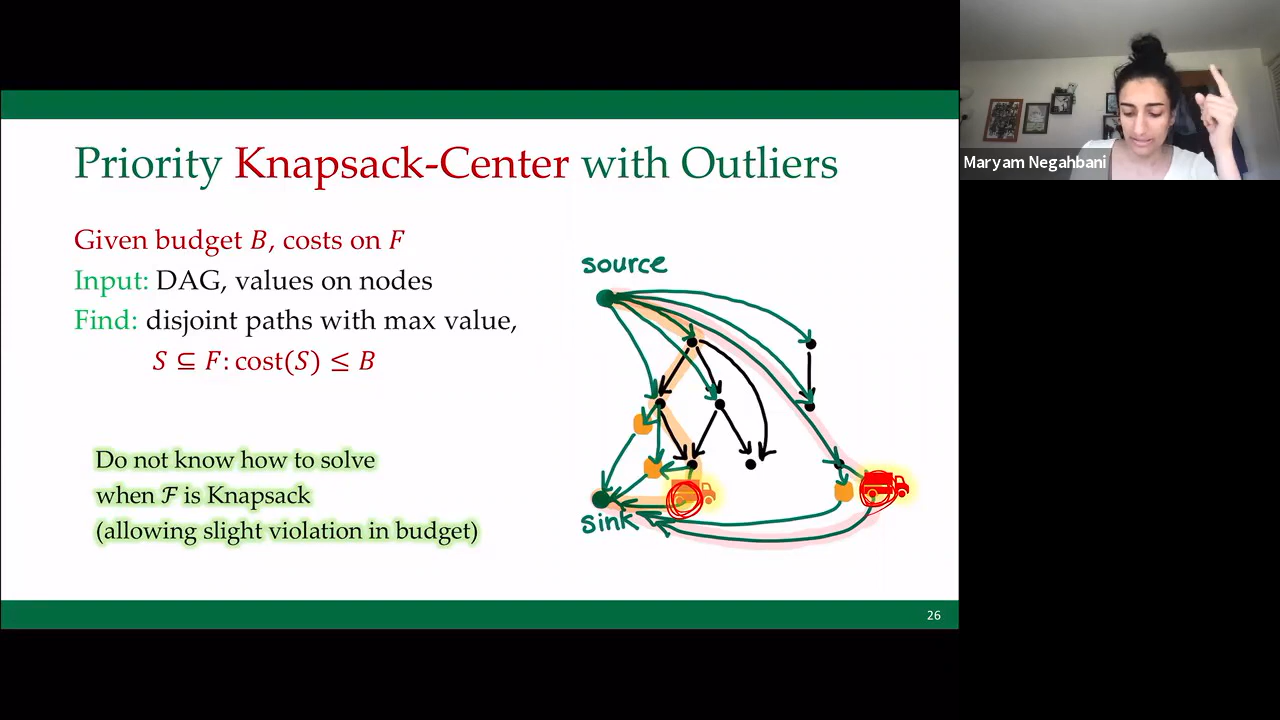 Priority Knapsack-Center with Outliers
Given budget B, costs on F
Input: DAG, values on nodes
Find: disjoint paths with max value,
S ⊆ F: cost(S) ≤ B
Do not know how to solve
when ℱ is Knapsack
(allowing slight violation in budget)
source
sink
26
Maryam Negahbani